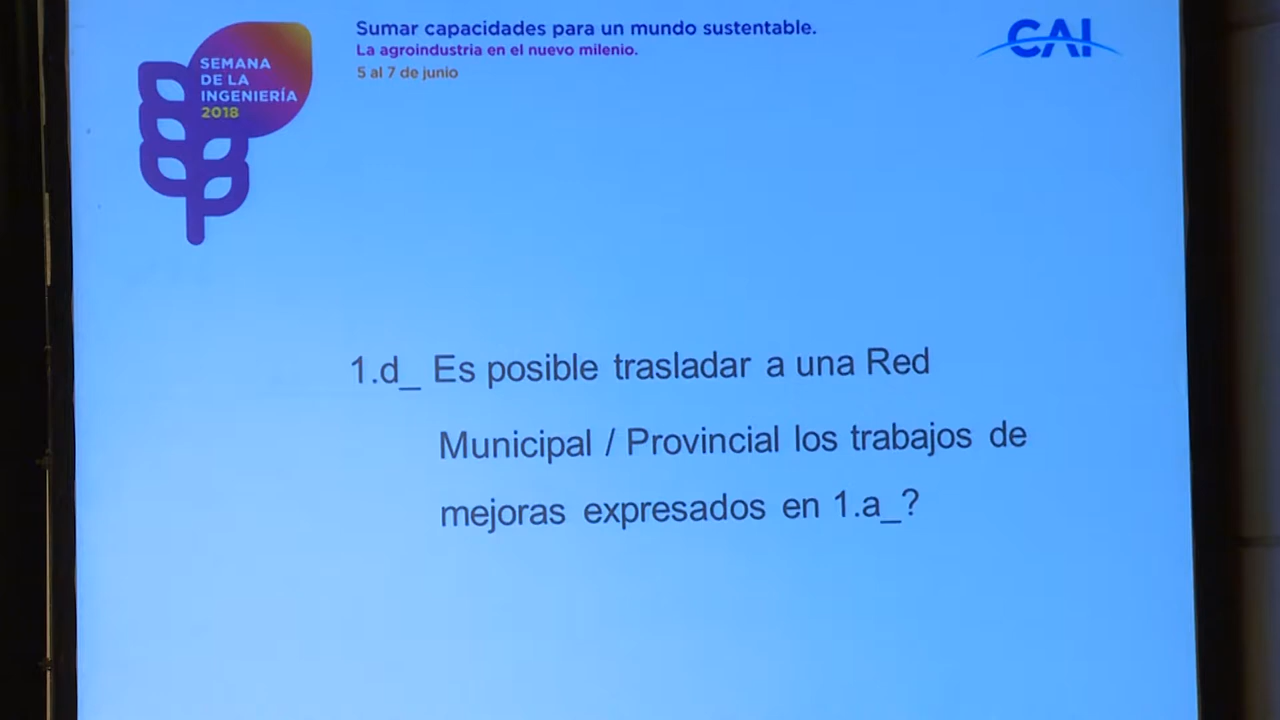 SEMANA
DE LA
INGENIERÍA
2018
Sumar capacidades para un mundo sustentable.
La agroindustria en el nuevo milenio.
5 al 7 de junio
CAI
1.d_ Es posible trasladar a una Red
Municipal / Provincial los trabajos de
mejoras expresados en 1.a_?